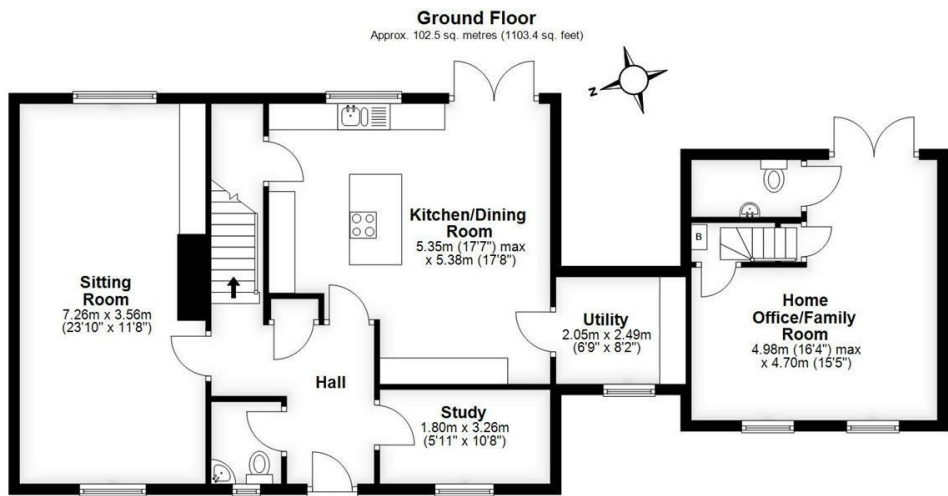 Ground Floor
Approx. 102.5 sq. metres (1103.4 sq. feet)
Z
Kitchen/Dining
Room
5.35m (17'7") max
x 5.38m (17'8")
B
Sitting
Room
7.26m x 3.56m
(23'10" x 11'8")
Utility
2.05m x 2.49m
(6'9" x 8'2")
Home
Office/Family
Room
4.98m (16'4") max
x 4.70m (15'5")
Hall
Study
1.80m x 3.26m
(5'11" x 10'8")